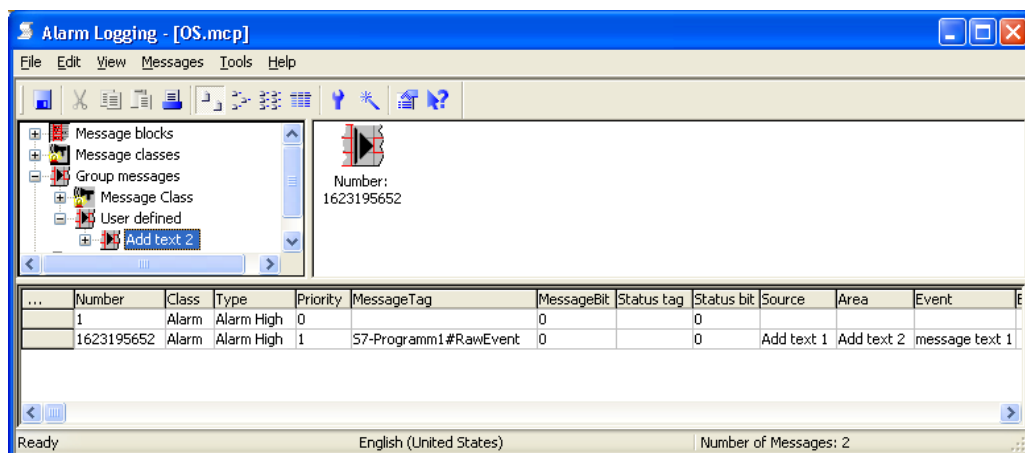 Alarm Logging - [OS.mcp]
File Edit View Messages Tools Help
Message blocks
Message classes
Group messages
Message Class
User defined
Add text 2
Number:
1623195652
... Number Class Type Priority MessageTag MessageBit Status tag Status bit Source Area Event
1 Alarm Alarm High 0 0 0
1623195652 Alarm Alarm High 1 S7-Programm1#RawEvent 0 0 Add text 1 Add text 2 message text 1
Ready English (United States) Number of Messages: 2